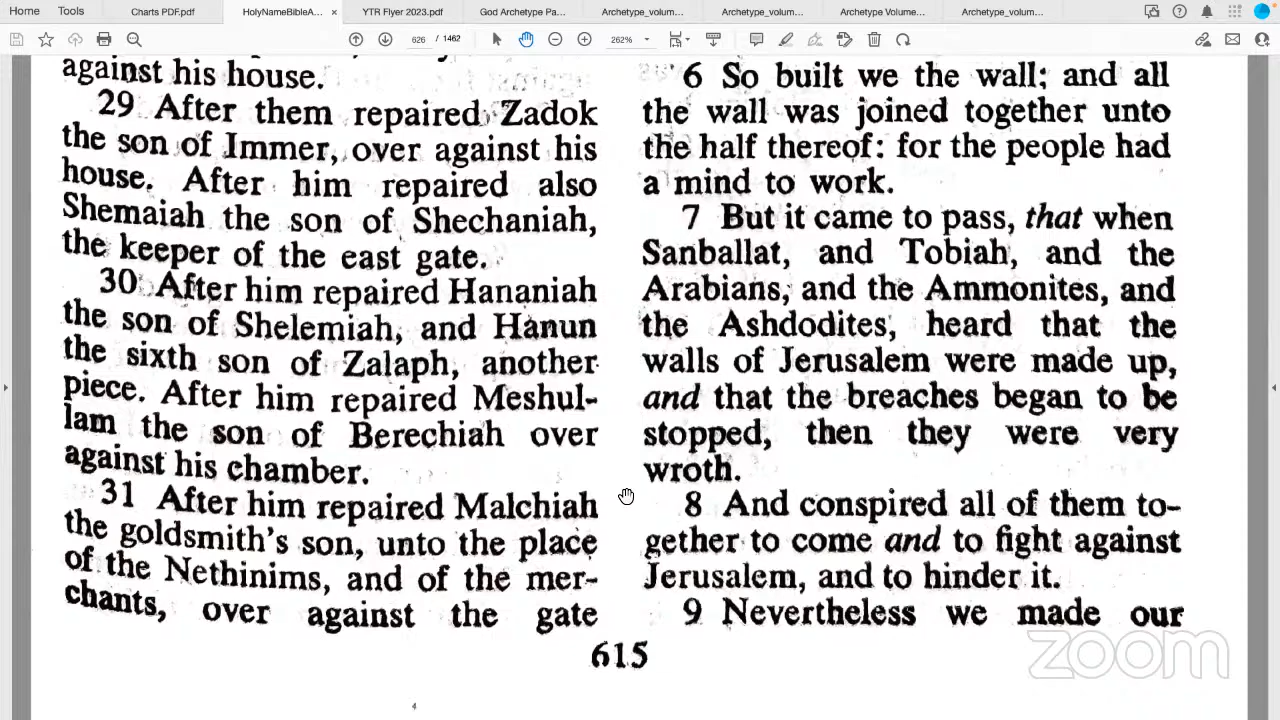 Home
Tools
Charts PDF.pdf
HolyNameBibleA...
YTR Flyer 2023.pdf
God Archetype Pa...
Archetype_volum...
Archetype_volum...
Archetype Volume...
Archetype_volum...
626 / 1462
262%
against his house.
29 After them repaired Zadok
the son of Immer, over against his
house. After him repaired also
Shemaiah the son of Shechaniah,
the keeper of the east gate.
30 After him repaired Hananiah
the son of Shelemiah, and Hanun
the sixth son of Zalaph, another
piece. After him repaired Meshul-
lam the son of Berechiah over
against his chamber.
31 After him repaired Malchiah
the goldsmith's son, unto the place
of the Nethinims, and of the mer-
chants, over against the gate
6 So built we the wall; and all
the wall was joined together unto
the half thereof: for the people had
a mind to work.
7 But it came to pass, that when
Sanballat, and Tobiah, and the
Arabians, and the Ammonites, and
the Ashdodites, heard that the
walls of Jerusalem were made up,
and that the breaches began to be
stopped, then they were very
wroth.
8 And conspired all of them to-
gether to come and to fight against
Jerusalem, and to hinder it.
9 Nevertheless we made our
615
4
zoom